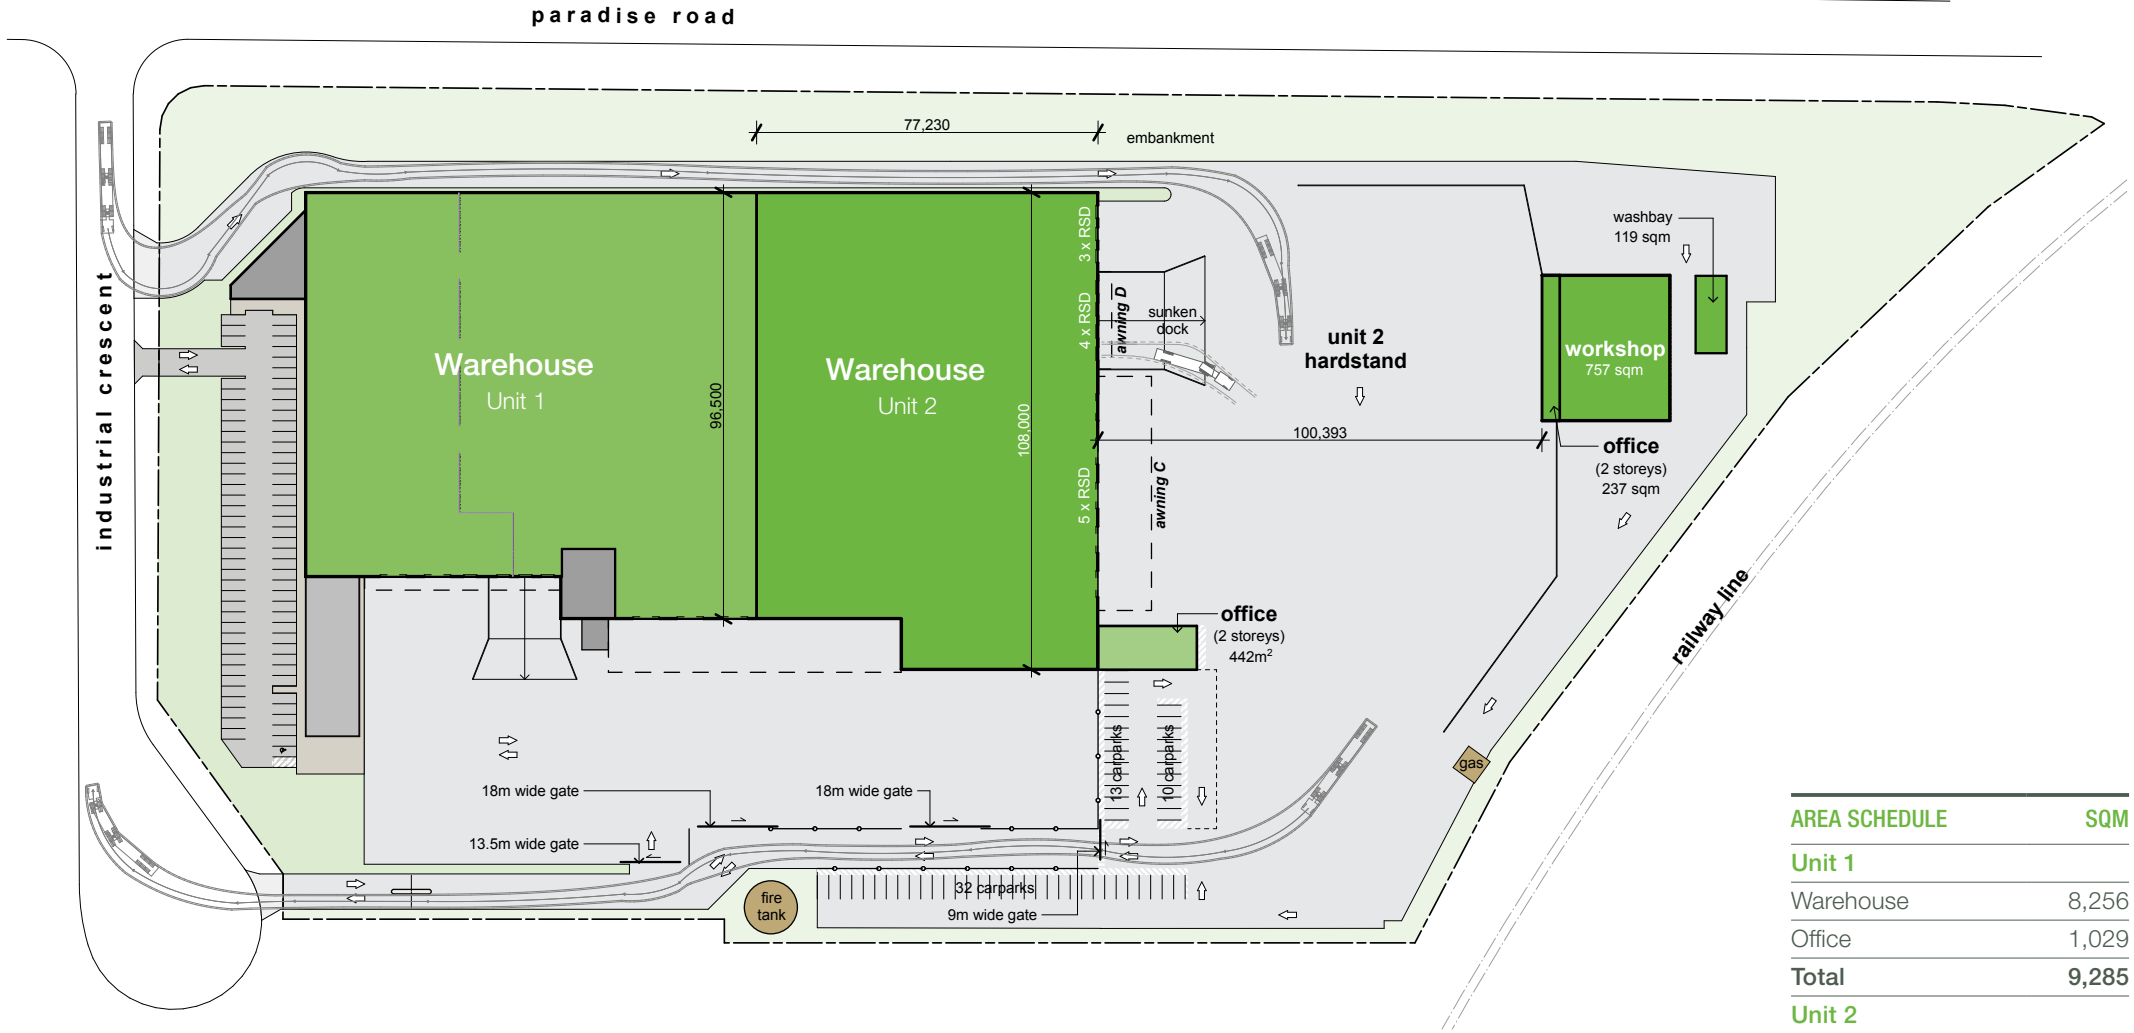 paradise road
77,230
embankment
washbay
119 sqm
3 x RSD
4 x RSD
awning D
sunken
dock
industrial crescent
Warehouse
Unit 1
96,500
Warehouse
Unit 2
108,000
unit 2
hardstand
workshop
757 sqm
100,393
office
(2 storeys)
237 sqm
5 x RSD
awning C
railway line
office
(2 storeys)
442m²
13 carparks
10 carparks
gas
18m wide gate
18m wide gate
13.5m wide gate
32 carparks
fire
tank
9m wide gate
AREA SCHEDULE SQM
Unit 1
Warehouse 8,256
Office 1,029
Total 9,285
Unit 2